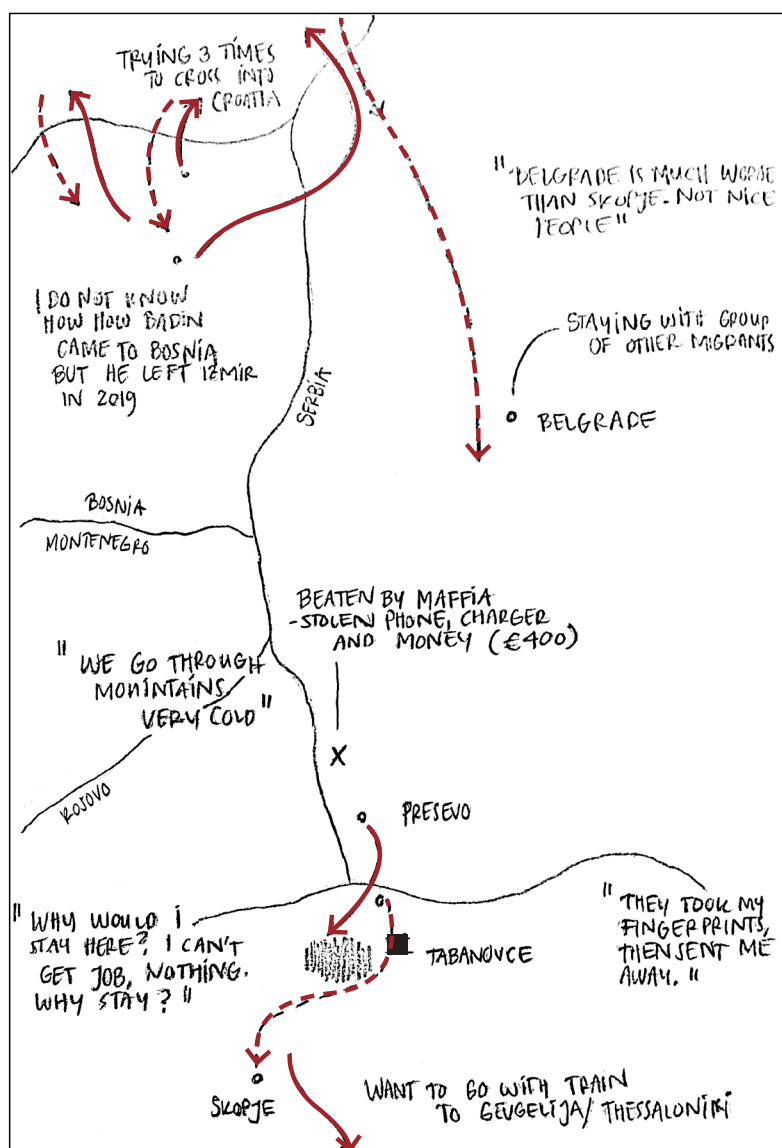 TRYING 3 TIMES
TO CROSS INTO
CROATIA
"BELGRADE IS MUCH WORSE
THAN SKOPJE. NOT NICE
PEOPLE"
I DO NOT KNOW
HOW HOW BADIN
CAME TO BOSNIA
BUT HE LEFT IZMIR
IN 2019
STAYING WITH GROUP
OF OTHER MIGRANTS
SERBIA
BELGRADE
BOSNIA
MONTENEGRO
BEATEN BY MAFFIA
-STOLEN PHONE, CHARGER
AND MONEY (€400)
"WE GO THROUGH
MOUINTAINS
VERY COLD"
KOSOVO
PRESEVO
"WHY WOULD I
STAY HERE? I CAN'T
GET JOB, NOTHING.
WHY STAY?"
TABANOVCE
"THEY TOOK MY
FINGERPRINTS,
THEN SENT ME
AWAY."
SKOPJE
WANT TO GO WITH TRAIN
TO GEVGELIJA/THESSALONIKI